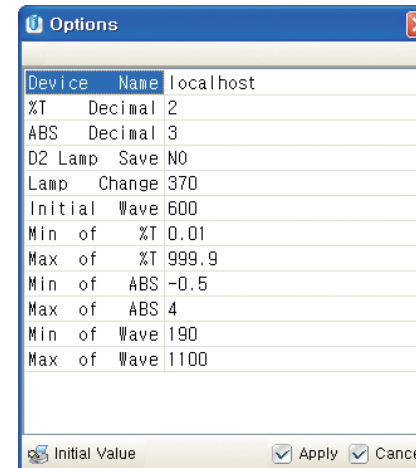 Options
Device Name localhost
%T Decimal 2
ABS Decimal 3
D2 Lamp Save NO
Lamp Change 370
Initial Wave 600
Min of %T 0.01
Max of %T 999.9
Min of ABS -0.5
Max of ABS 4
Min of Wave 190
Max of Wave 1100
Initial Value Apply Cance